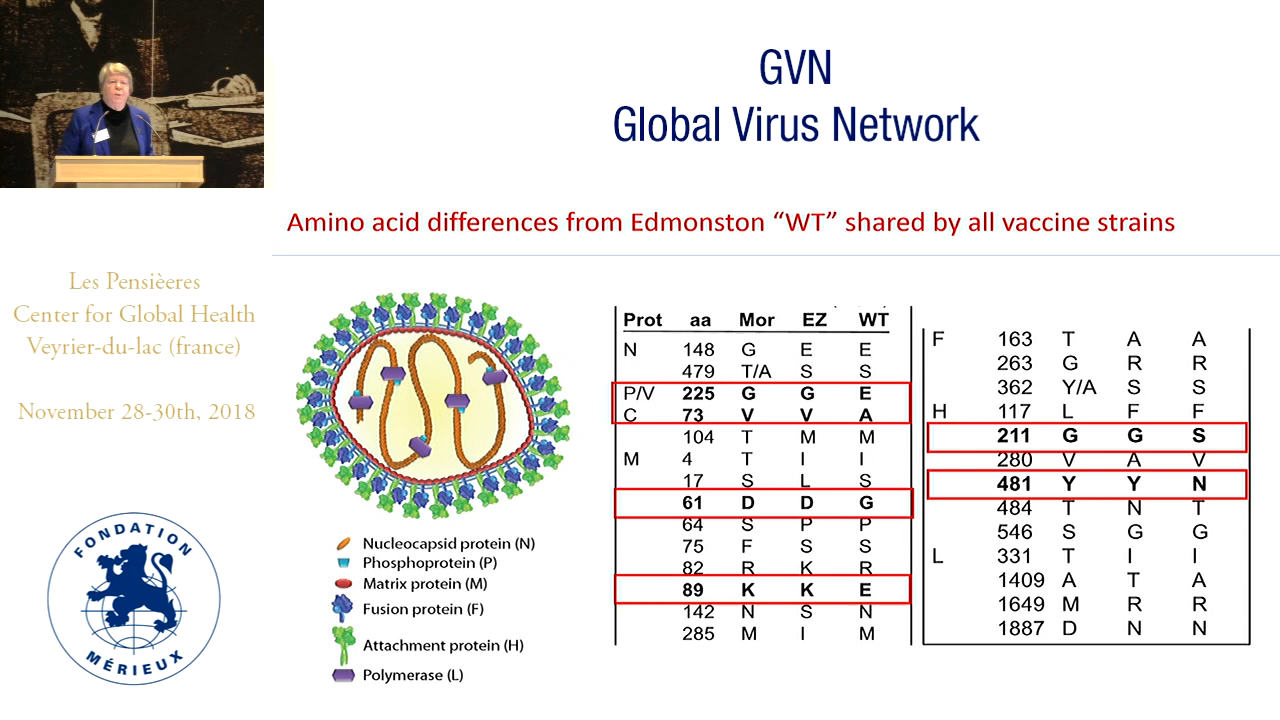 GVN
Global Virus Network
Amino acid differences from Edmonston “WT” shared by all vaccine strains
Les Pensièeres
Center for Global Health
Veyrier-du-lac (france)
November 28-30th, 2018
FONDATION
MÉRIEUX
Nucleocapsid protein (N)
Phosphoprotein (P)
Matrix protein (M)
Fusion protein (F)
Attachment protein (H)
Polymerase (L)
Prot aa Mor EZ WT
N 148 G E E
479 T/A S S
P/V 225 G G E
C 73 V V A
104 T M M
M 4 T I I
17 S L S
61 D D G
64 S P P
75 F S S
82 R K R
89 K K E
142 N S N
285 M I M
F 163 T A A
263 G R R
362 Y/A S S
H 117 L F F
211 G G S
280 V A V
481 Y Y N
484 T N T
546 S G G
L 331 T I I
1409 A T A
1649 M R R
1887 D N N